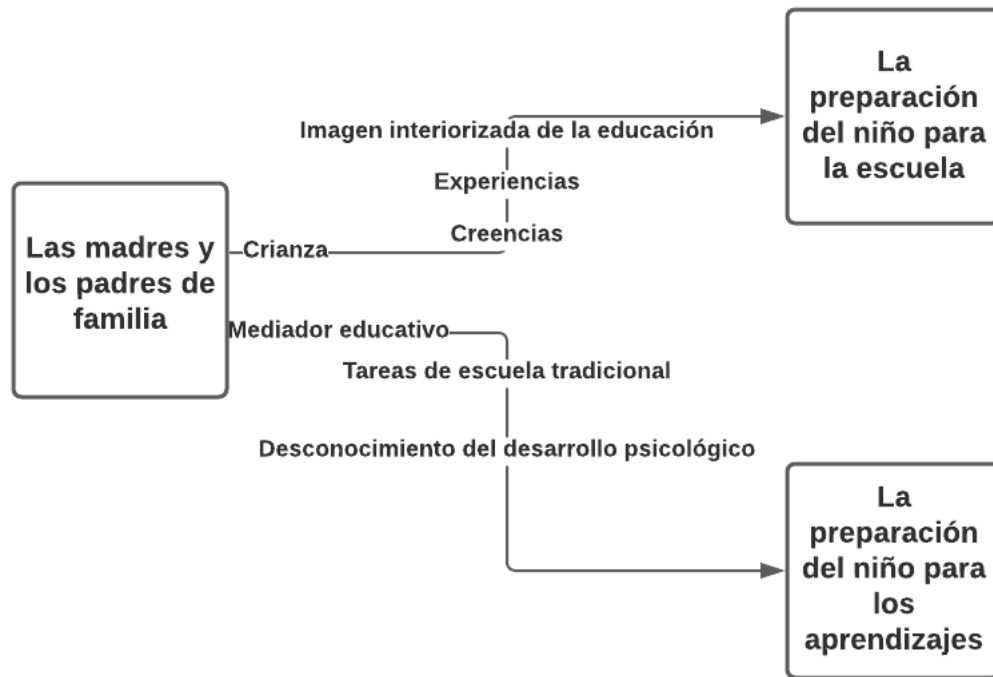 La
preparación
del niño para
la escuela
Imagen interiorizada de la educación
Experiencias
Creencias
Crianza
Las madres y
los padres de
familia
Mediador educativo
Tareas de escuela tradicional
Desconocimiento del desarrollo psicológico
La
preparación
del niño para
los
aprendizajes